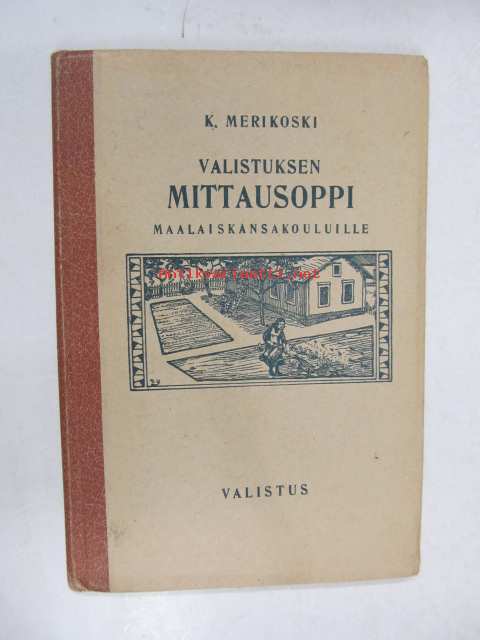 K. MERIKOSKI
VALISTUKSEN
MITTAUSOPPI
MAALAISKANSAKOULUILLE
VALISTUS